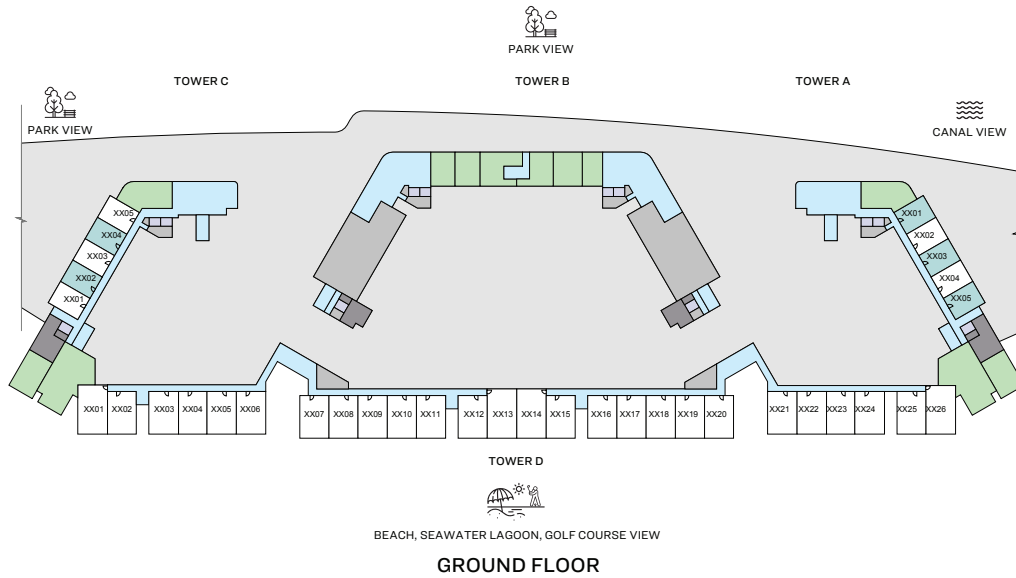 PARK VIEW
TOWER C
TOWER B
TOWER A
PARK VIEW
CANAL VIEW
XX05
XX04
XX03
XX02
XX01
XX01
XX02
XX03
XX04
XX05
XX01 XX02 XX03 XX04 XX05 XX06 XX07 XX08 XX09 XX10 XX11 XX12 XX13 XX14 XX15 XX16 XX17 XX18 XX19 XX20 XX21 XX22 XX23 XX24 XX25 XX26
TOWER D
BEACH, SEAWATER LAGOON, GOLF COURSE VIEW
GROUND FLOOR